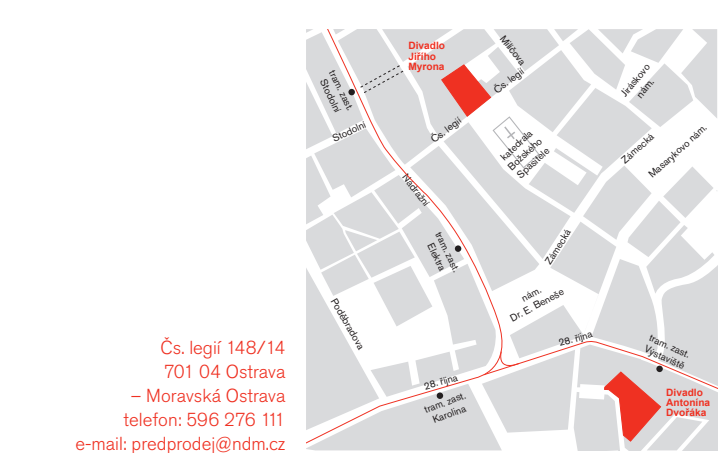 Divadlo
Jiřího
Myrona
Milíčova
Čs. legií
Jiráskovo
nám.
tram. zast.
Stodolní
Stodolní
Čs. legií
katedrála
Božského
Spasitele
Zámecká
Masarykovo nám.
Nádražní
tram. zast.
Elektra
Zámecká
nám.
Dr. E. Beneše
Poděbradova
28. října
tram. zast.
Výstaviště
28. října
tram. zast.
Karolina
Divadlo
Antonína
Dvořáka
Čs. legií 148/14
701 04 Ostrava
– Moravská Ostrava
telefon: 596 276 111
e-mail: predprodej@ndm.cz